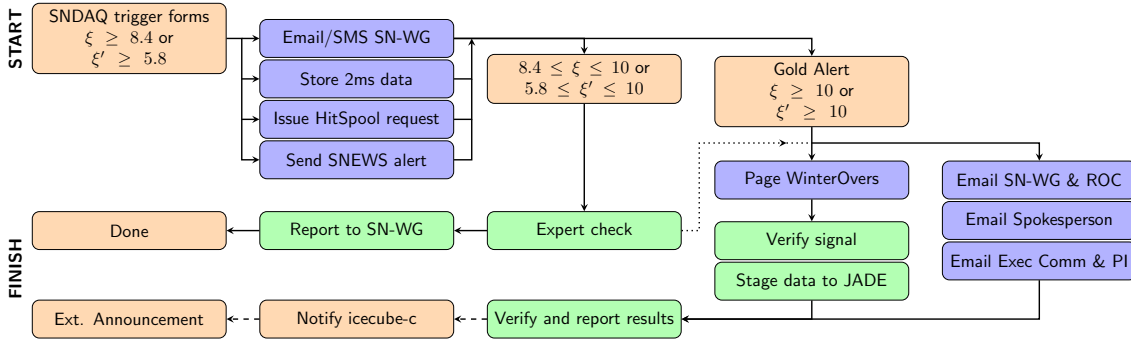 START
SNDAQ trigger forms
ξ ≥ 8.4 or
ξ′ ≥ 5.8
Email/SMS SN-WG
Store 2ms data
Issue HitSpool request
Send SNEWS alert
8.4 ≤ ξ ≤ 10 or
5.8 ≤ ξ′ ≤ 10
Gold Alert
ξ ≥ 10 or
ξ′ ≥ 10
Page WinterOvers
Email SN-WG & ROC
Email Spokesperson
Email Exec Comm & PI
FINISH
Done
Report to SN-WG
Expert check
Verify signal
Stage data to JADE
Ext. Announcement
Notify icecube-c
Verify and report results